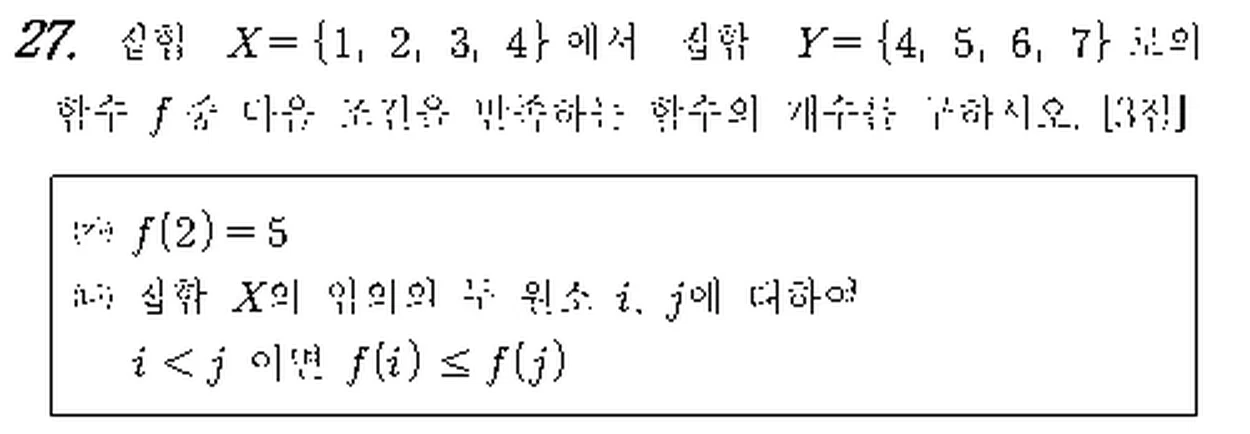 27. 집합 X = {1, 2, 3, 4} 에서 집합 Y = {4, 5, 6, 7} 로의
함수 f 중 다음 조건을 만족하는 함수의 개수를 구하시오. [3점]
(가) f(2) = 5
(나) 집합 X의 임의의 두 원소 i, j에 대하여
i < j 이면 f(i) ≤ f(j)